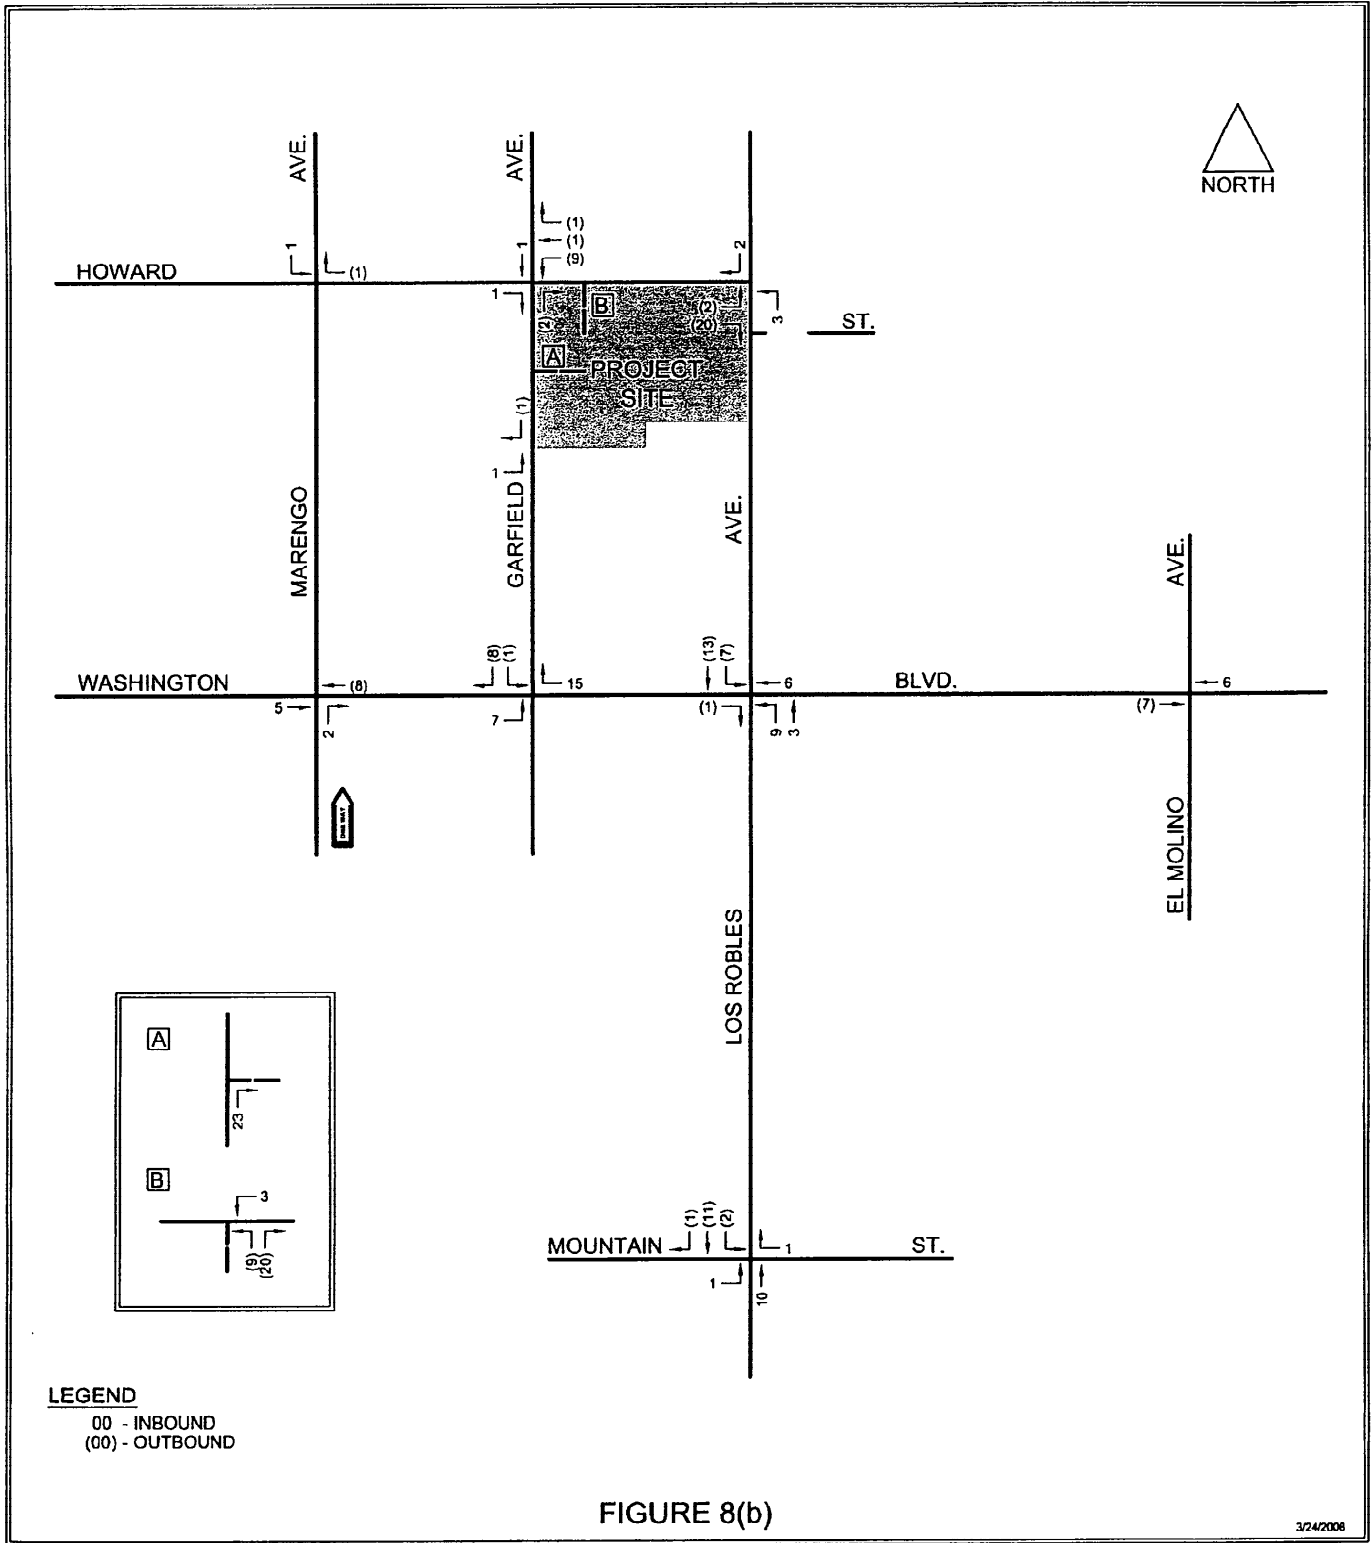 AVE.
AVE.
NORTH
1
(1)
1
(1)
(1)
(9)
2
HOWARD
1
(2)
B
(2)
(20)
3
ST.
A
PROJECT
SITE
(1)
1
MARENGO
GARFIELD
AVE.
AVE.
WASHINGTON
(8)
(8)
(1)
15
(13)
(7)
6
BLVD.
6
5
2
7
(1)
9
3
(7)
ONE WAY
EL MOLINO
LOS ROBLES
A
23
B
3
(9)
(20)
MOUNTAIN
(1)
(11)
(2)
1
ST.
1
10
LEGEND
00 - INBOUND
(00) - OUTBOUND
FIGURE 8(b)
3/24/2006